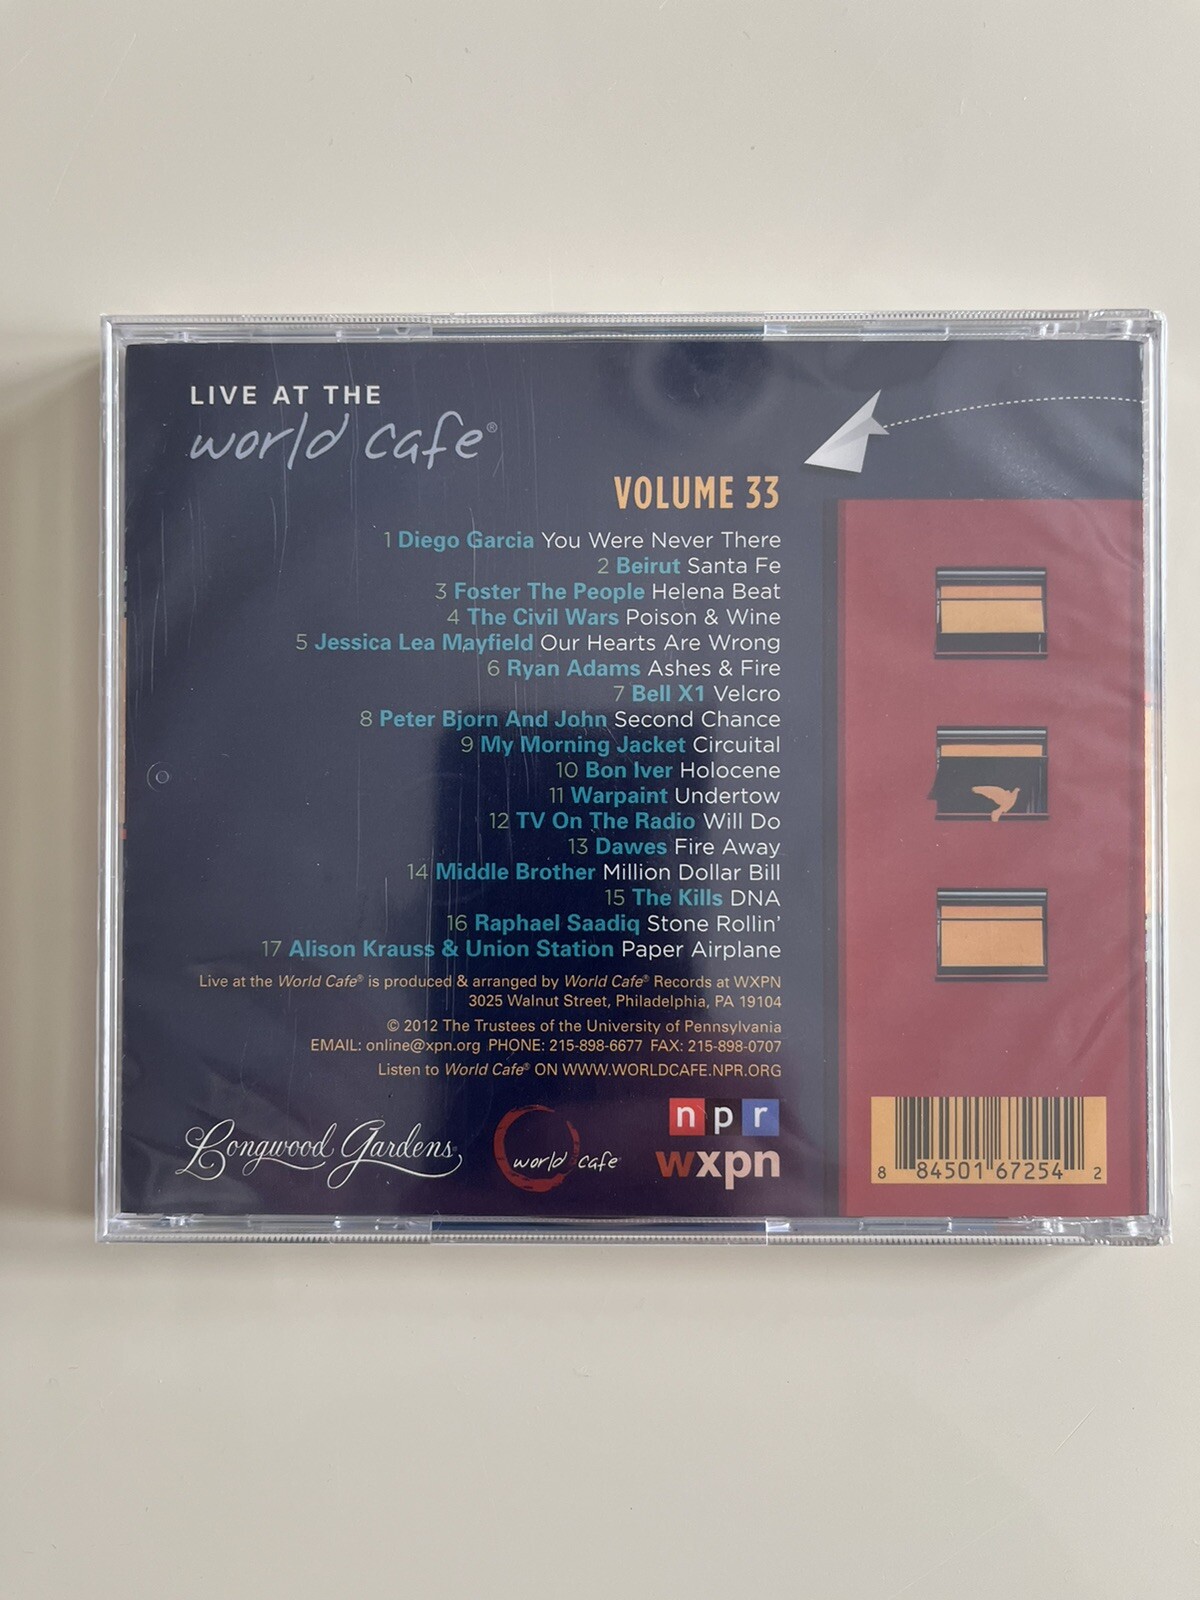 LIVE AT THE
world cafe®
VOLUME 33
1 Diego Garcia You Were Never There
2 Beirut Santa Fe
3 Foster The People Helena Beat
4 The Civil Wars Poison & Wine
5 Jessica Lea Mayfield Our Hearts Are Wrong
6 Ryan Adams Ashes & Fire
7 Bell X1 Velcro
8 Peter Bjorn And John Second Chance
9 My Morning Jacket Circuital
10 Bon Iver Holocene
11 Warpaint Undertow
12 TV On The Radio Will Do
13 Dawes Fire Away
14 Middle Brother Million Dollar Bill
15 The Kills DNA
16 Raphael Saadiq Stone Rollin'
17 Alison Krauss & Union Station Paper Airplane
Live at the World Cafe® is produced & arranged by World Cafe® Records at WXPN
3025 Walnut Street, Philadelphia, PA 19104
© 2012 The Trustees of the University of Pennsylvania
EMAIL: online@xpn.org PHONE: 215-898-6677 FAX: 215-898-0707
Listen to World Cafe® ON WWW.WORLDCAFE.NPR.ORG
Longwood Gardens
world cafe®
npr
wxpn
8 84501 67254 2